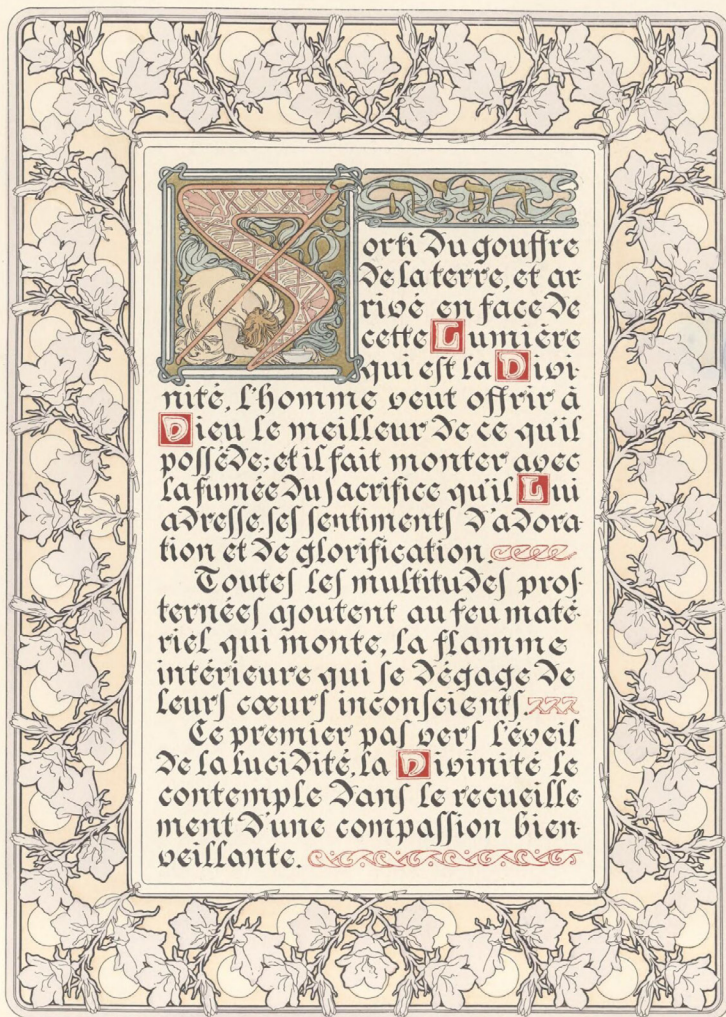 Sorti du gouffre
de la terre, et ar
rivé en face de
cette Lumière
qui est la Divi-
nité, l'homme veut offrir à
Dieu le meilleur de ce qu'il
possède: et il fait monter avec
la fumée du sacrifice qu'il Lui
adresse, ses sentiments d'adora-
tion et de glorification.
Toutes les multitudes pros-
ternées ajoutent au feu maté-
riel qui monte, la flamme
intérieure qui se dégage de
leurs cœurs inconscients.
Ce premier pas vers l'éveil
de la lucidité, la Divinité le
contemple dans le recueille-
ment d'une compassion bien-
veillante.